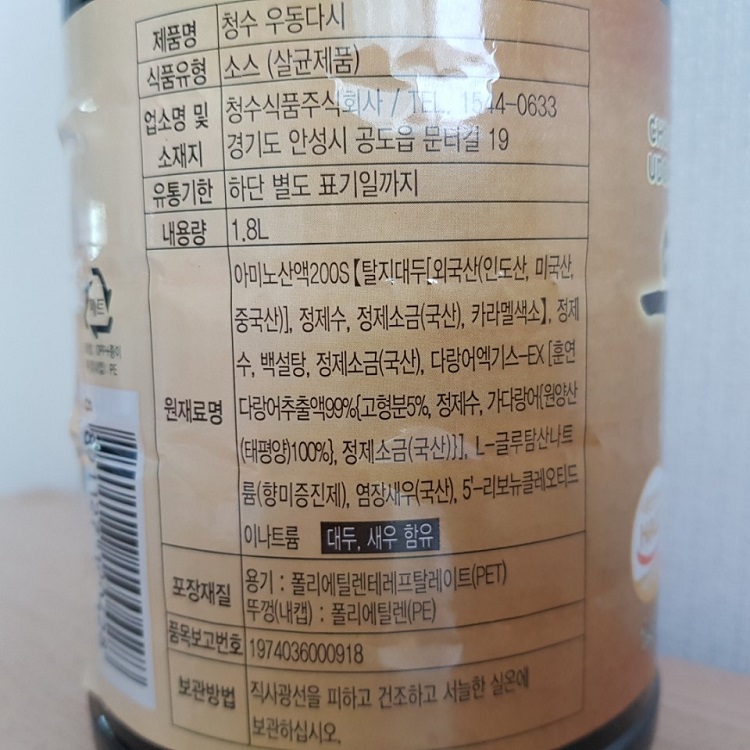 제품명 청수 우동다시
식품유형 소스 (살균제품)
업소명 및 소재지 청수식품주식회사 / TEL. 1544-0633
경기도 안성시 공도읍 문터길 19
유통기한 하단 별도 표기일까지
내용량 1.8L
원재료명 아미노산액200S【탈지대두[외국산(인도산, 미국산,
중국산)], 정제수, 정제소금(국산), 카라멜색소】, 정제
수, 백설탕, 정제소금(국산), 다랑어엑기스-EX [훈연
다랑어추출액99%{고형분5%, 정제수, 가다랑어{원양산
(태평양)100%}, 정제소금(국산)}], L-글루탐산나트
륨(향미증진제), 염장새우(국산), 5'-리보뉴클레오티드
이나트륨 대두, 새우 함유
포장재질 용기 : 폴리에틸렌테레프탈레이트(PET)
뚜껑(내캡) : 폴리에틸렌(PE)
품목보고번호 1974036000918
보관방법 직사광선을 피하고 건조하고 서늘한 실온에
보관하십시오.